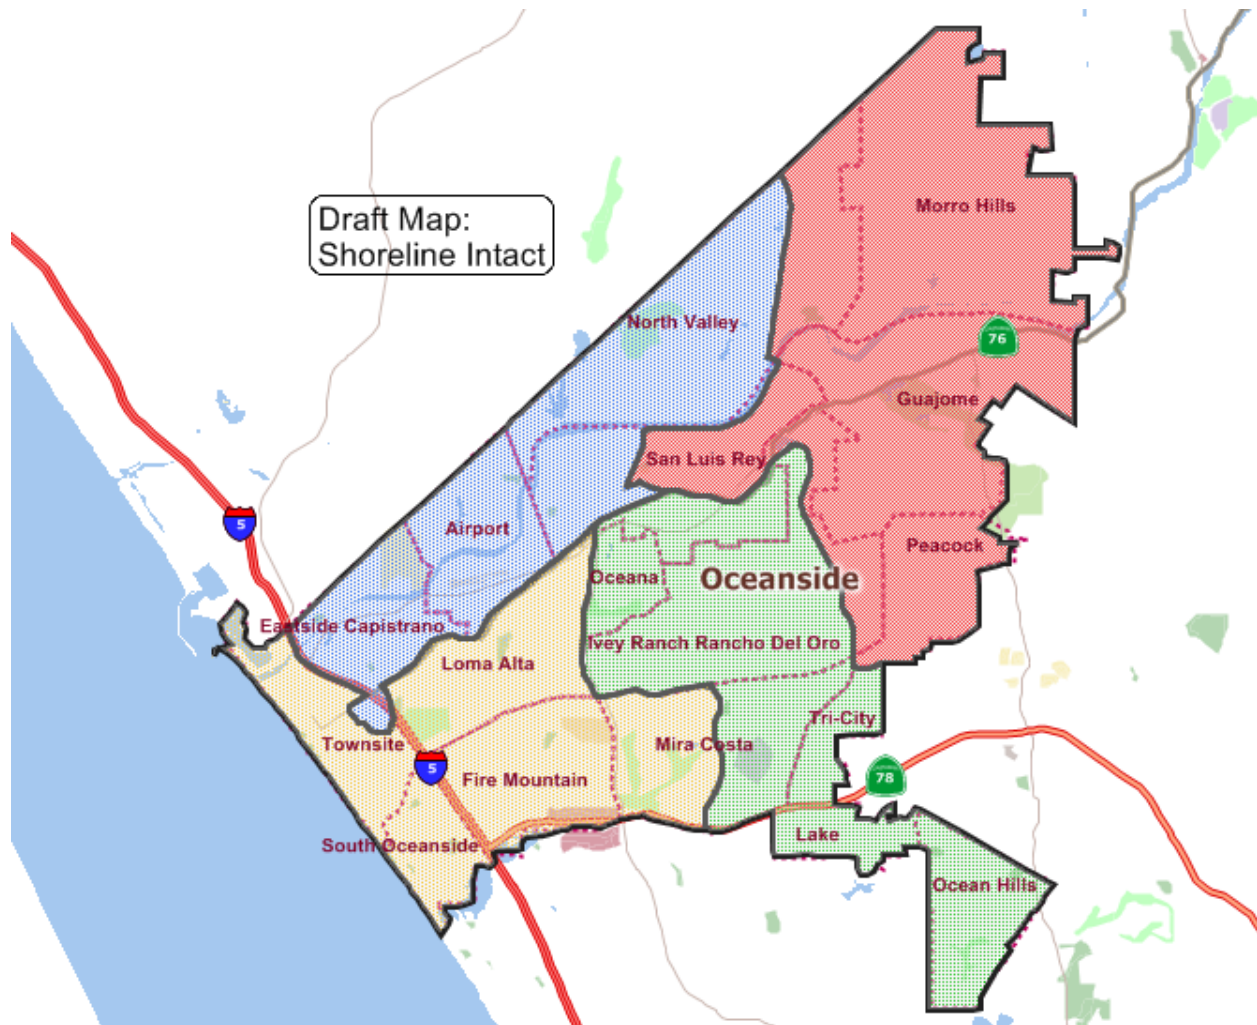 Draft Map:
Shoreline Intact
Morro Hills
North Valley
76
Guajome
San Luis Rey
5
Airport
Peacock
Oceana
Oceanside
Eastside Capistrano
Ivey Ranch Rancho Del Oro
Loma Alta
Tri-City
Townsite
Mira Costa
5
Fire Mountain
78
Lake
South Oceanside
Ocean Hills